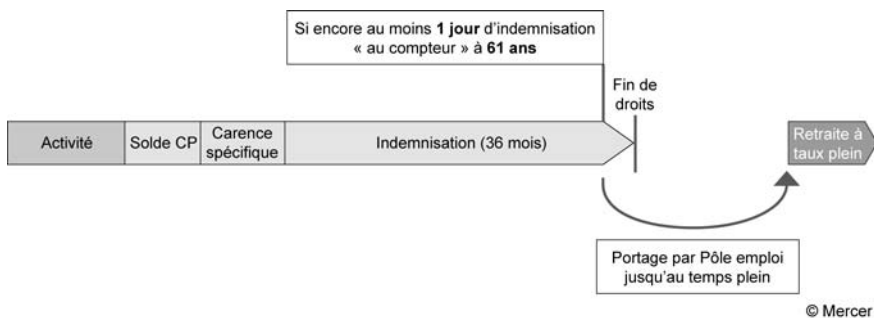 Si encore au moins 1 jour d'indemnisation
« au compteur » à 61 ans
Fin de
droits
Activité
Solde CP
Carence
spécifique
Indemnisation (36 mois)
Retraite à
taux plein
Portage par Pôle emploi
jusqu'au temps plein
© Mercer